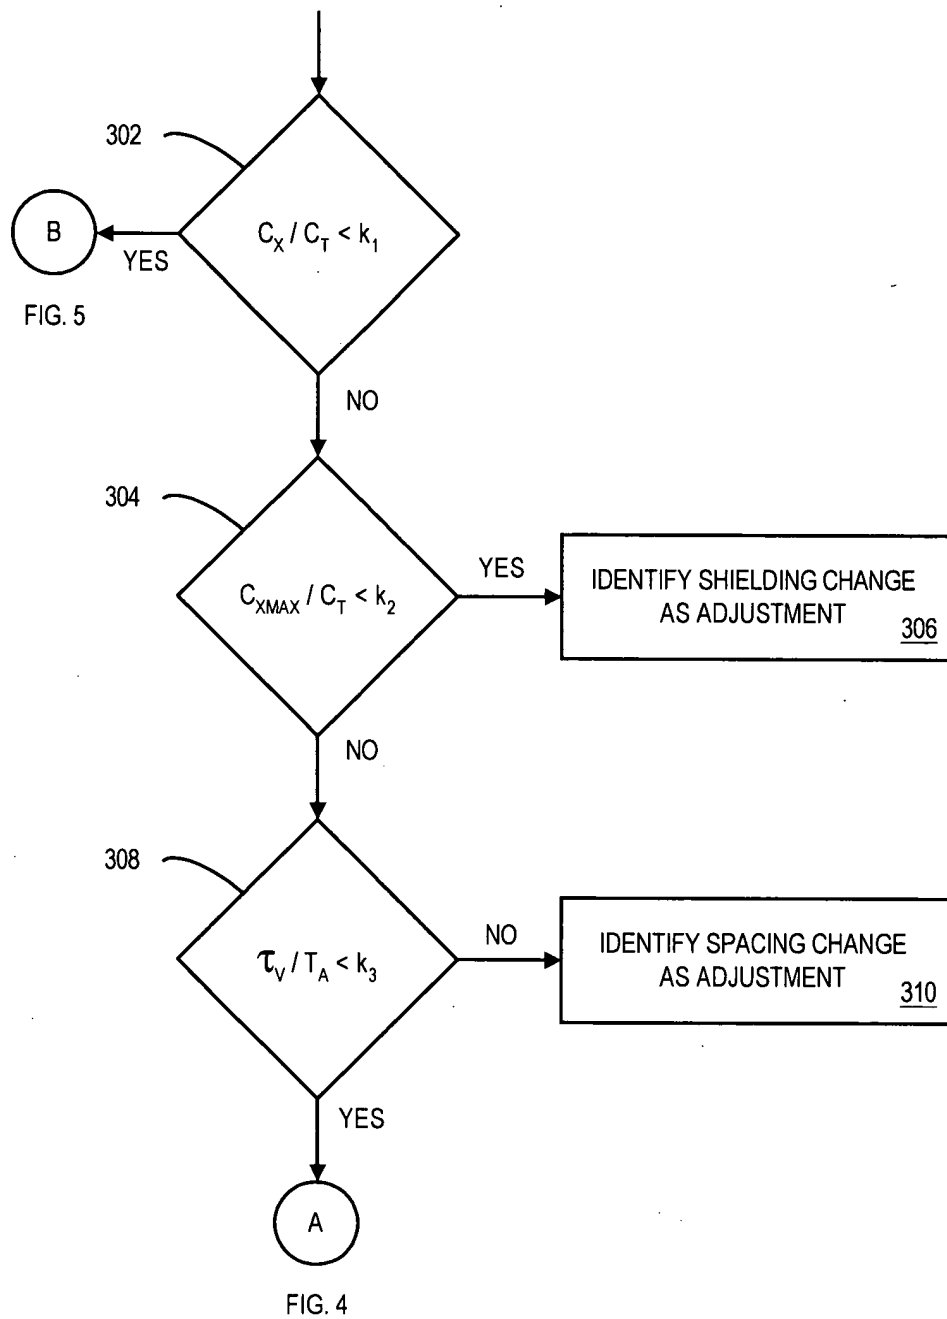 302
C_X / C_T < k_1
B
YES
FIG. 5
NO
304
C_XMAX / C_T < k_2
YES
IDENTIFY SHIELDING CHANGE
AS ADJUSTMENT
306
NO
308
τ_V / T_A < k_3
NO
IDENTIFY SPACING CHANGE
AS ADJUSTMENT
310
YES
A
FIG. 4